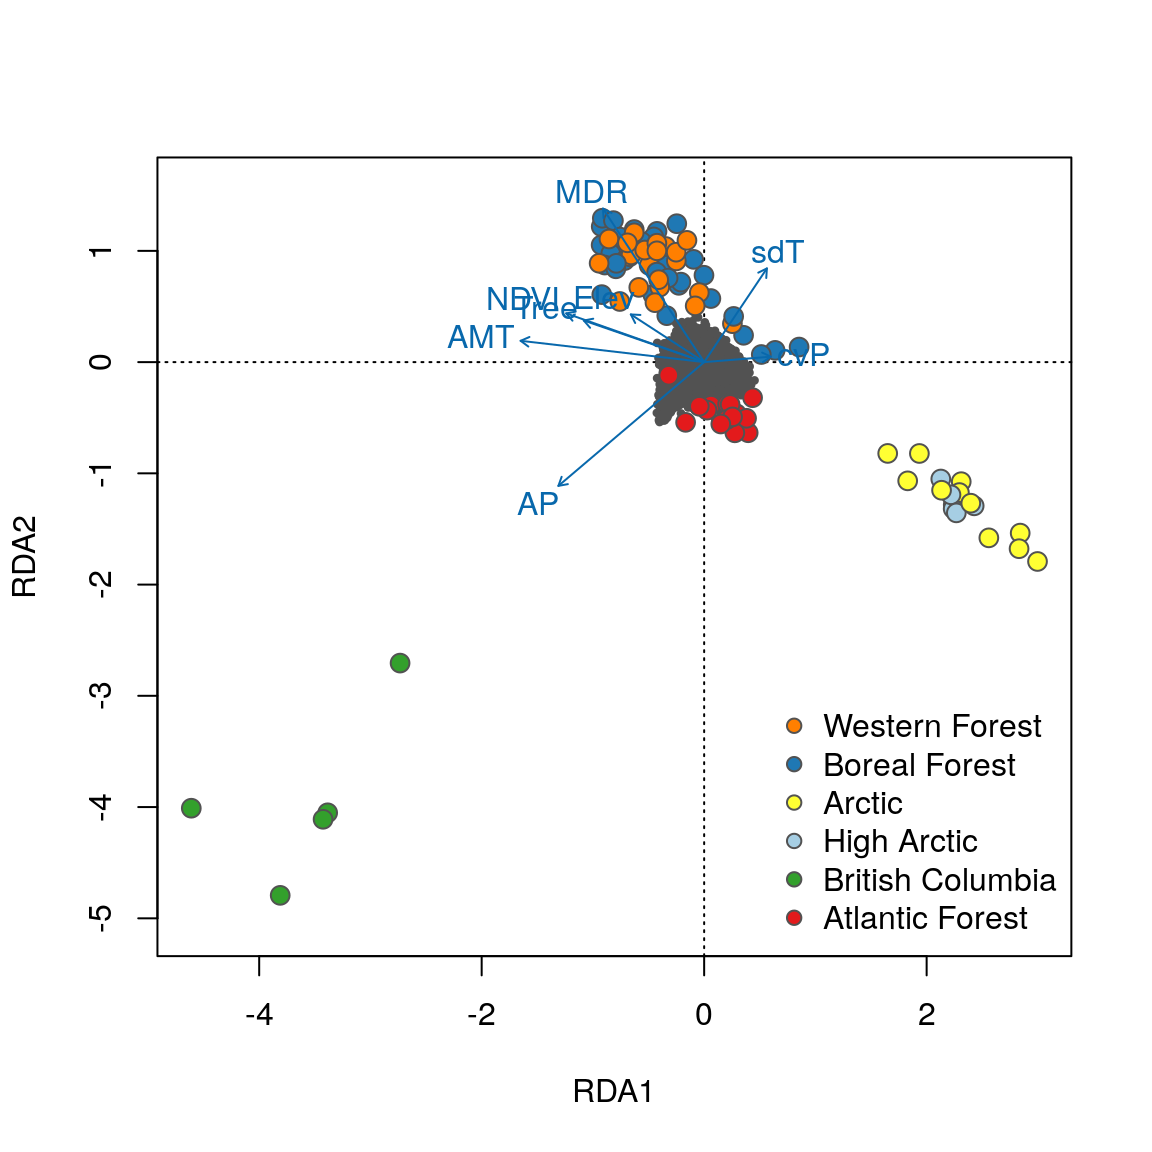 MDR
sdT
NDVI
Elev
Tree
AMT
cvP
AP
RDA2
1
0
-1
-2
-3
-4
-5
Western Forest
Boreal Forest
Arctic
High Arctic
British Columbia
Atlantic Forest
-4
-2
0
2
RDA1